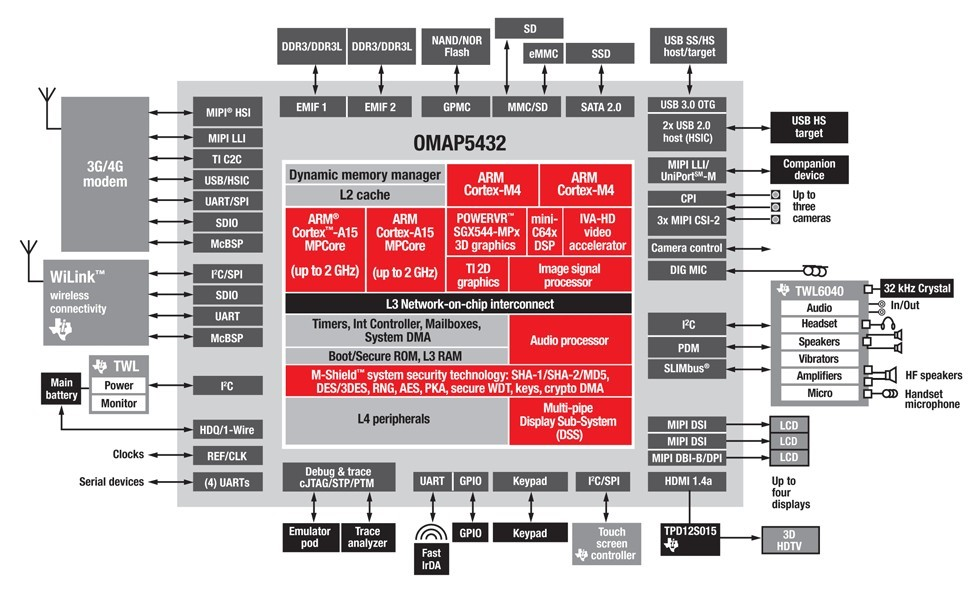 SD
DDR3/DDR3L
DDR3/DDR3L
NAND/NOR
Flash
eMMC
SSD
USB SS/HS
host/target
EMIF 1
EMIF 2
GPMC
MMC/SD
SATA 2.0
USB 3.0 OTG
2x USB 2.0
host (HSIC)
USB HS
target
MIPI LLI/
UniPort℠-M
Companion
device
CPI
3x MIPI CSI-2
Up to
three
cameras
Camera control
DIG MIC
3G/4G
modem
MIPI® HSI
MIPI LLI
TI C2C
USB/HSIC
UART/SPI
SDIO
McBSP
WiLink™
wireless
connectivity
I²C/SPI
SDIO
UART
McBSP
TWL
Power
Monitor
Main
battery
I²C
HDQ/1-Wire
Clocks
REF/CLK
Serial devices
(4) UARTs
OMAP5432
Dynamic memory manager
L2 cache
ARM
Cortex-M4
ARM
Cortex-M4
ARM®
Cortex™-A15
MPCore
(up to 2 GHz)
ARM
Cortex-A15
MPCore
(up to 2 GHz)
POWERVR™
SGX544-MPx
3D graphics
mini-
C64x
DSP
IVA-HD
video
accelerator
TI 2D
graphics
Image signal
processor
L3 Network-on-chip interconnect
Timers, Int Controller, Mailboxes,
System DMA
Boot/Secure ROM, L3 RAM
Audio processor
M-Shield™ system security technology: SHA-1/SHA-2/MD5,
DES/3DES, RNG, AES, PKA, secure WDT, keys, crypto DMA
L4 peripherals
Multi-pipe
Display Sub-System
(DSS)
I²C
PDM
SLIMbus®
TWL6040
Audio
Headset
Speakers
Vibrators
Amplifiers
Micro
32 kHz Crystal
In/Out
HF speakers
Handset
microphone
MIPI DSI
LCD
MIPI DSI
LCD
MIPI DBI-B/DPI
LCD
Up to
four
displays
HDMI 1.4a
TPD12S015
3D
HDTV
Debug & trace
cJTAG/STP/PTM
UART
GPIO
Keypad
I²C/SPI
Emulator
pod
Trace
analyzer
Fast
IrDA
GPIO
Keypad
Touch
screen
controller